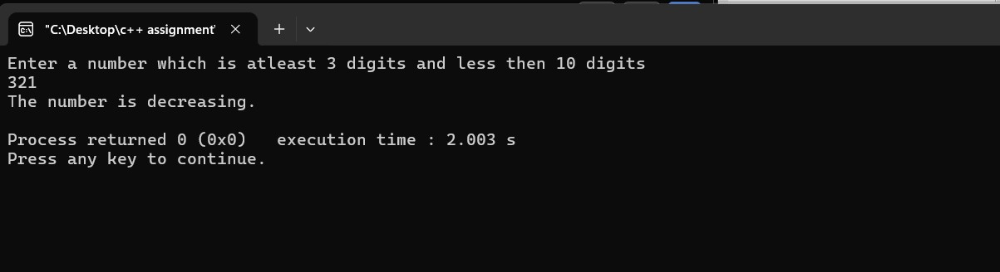 "C:\Desktop\c++ assignment"
Enter a number which is atleast 3 digits and less then 10 digits
321
The number is decreasing.
Process returned 0 (0x0)   execution time : 2.003 s
Press any key to continue.